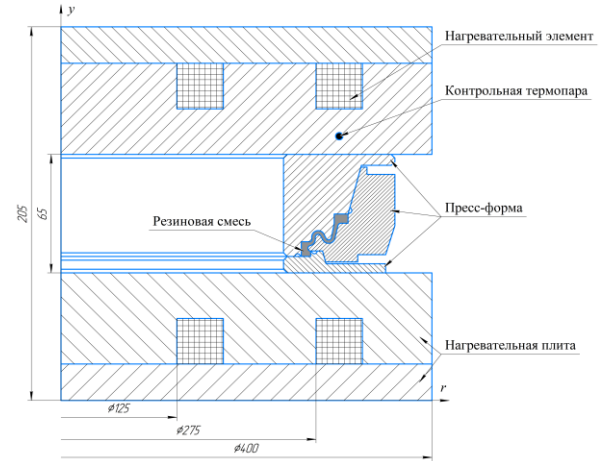 y
Нагревательный элемент
Контрольная термопара
205
65
Резиновая смесь
Пресс-форма
Нагревательная плита
r
ϕ125
ϕ275
ϕ400